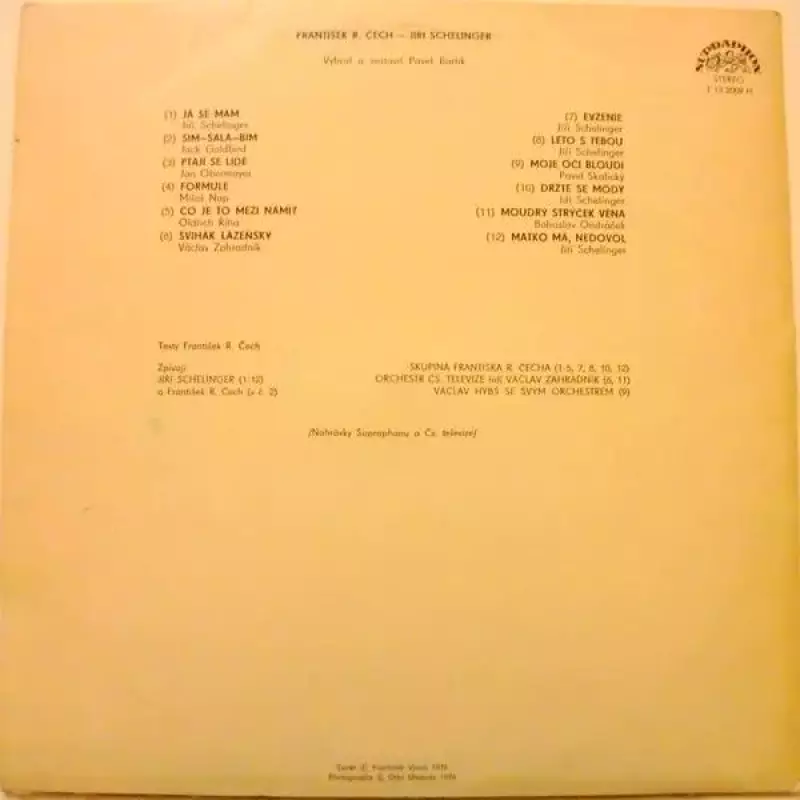 FRANTIŠEK R. ČECH – JIŘÍ SCHELINGER
Vybral a sestavil Pavel Bartík
SUPRAPHON
STEREO
(1) JÁ SE MÁM
Jiří Schelinger
(2) SIM–SALA–BIM
Jack Goldbird
(3) PTAJÍ SE LIDÉ
Jan Obermayer
(4) FORMULE
Miloš Nop
(5) CO JE TO MEZI NÁMI?
Oldřich Říha
(6) ŠVIHÁK LÁZEŇSKÝ
Václav Zahradník
(7) EVŽENIE
Jiří Schelinger
(8) LÉTO S TEBOU
Jiří Schelinger
(9) MOJE OČI BLOUDÍ
Pavel Skalický
(10) DRŽTE SE MÓDY
Jiří Schelinger
(11) MOUDRÝ STRÝČEK VÉNA
Bohuslav Ondráček
(12) MATKO MÁ, NEDOVOL
Jiří Schelinger
Texty František R. Čech
Zpívají
JIŘÍ SCHELINGER (1-12)
a František R. Čech (v č. 2)
SKUPINA FRANTIŠKA R. ČECHA (1-5, 7, 8, 10, 12)
ORCHESTR ČS. TELEVIZE řídí VÁCLAV ZAHRADNÍK (6, 11)
VÁCLAV HYBŠ SE SVÝM ORCHESTREM (9)
/Nahrávky Supraphonu a Čs. televize/
Cover © František
Photography ©